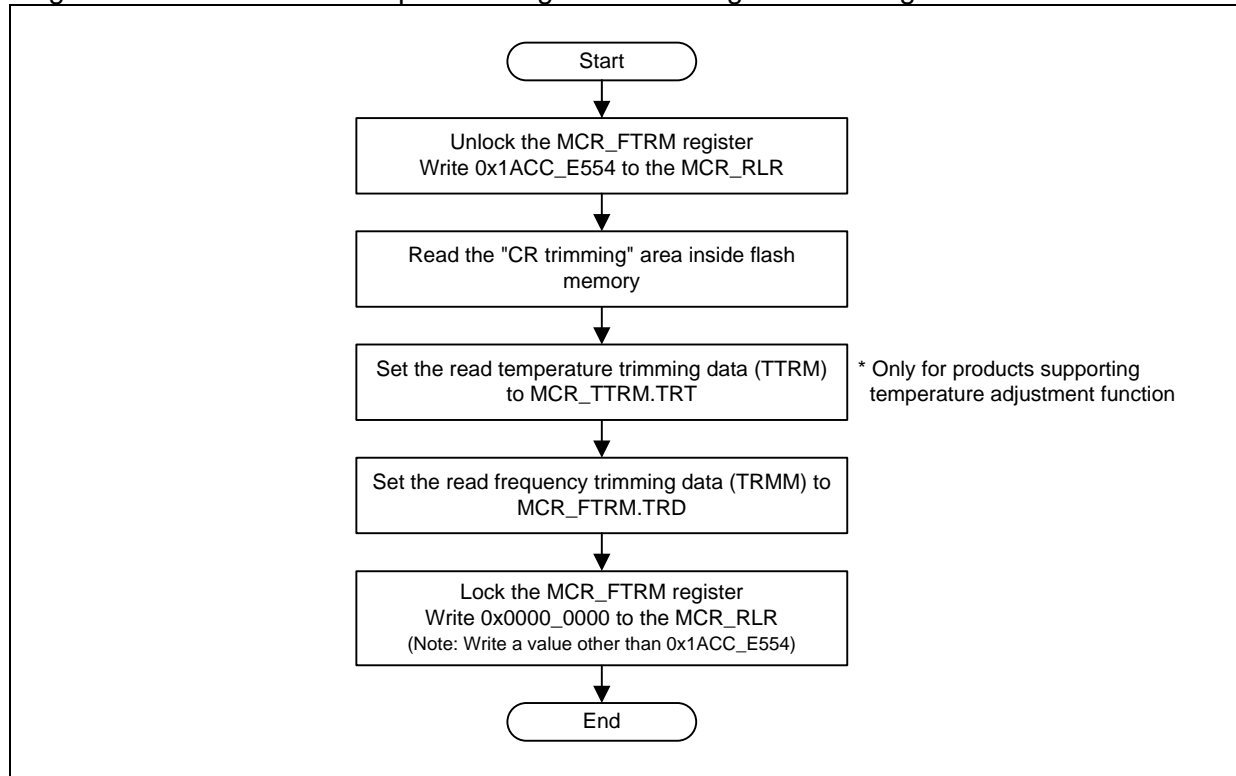 Start
Unlock the MCR_FTRM register
Write 0x1ACC_E554 to the MCR_RLR
Read the "CR trimming" area inside flash
memory
Set the read temperature trimming data (TTRM)
to MCR_TTRM.TRT
* Only for products supporting
temperature adjustment function
Set the read frequency trimming data (TRMM) to
MCR_FTRM.TRD
Lock the MCR_FTRM register
Write 0x0000_0000 to the MCR_RLR
(Note: Write a value other than 0x1ACC_E554)
End